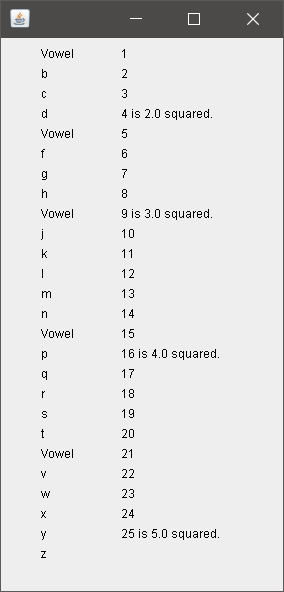 Vowel 1
b 2
c 3
d 4 is 2.0 squared.
Vowel 5
f 6
g 7
h 8
Vowel 9 is 3.0 squared.
j 10
k 11
l 12
m 13
n 14
Vowel 15
p 16 is 4.0 squared.
q 17
r 18
s 19
t 20
Vowel 21
v 22
w 23
x 24
y 25 is 5.0 squared.
z